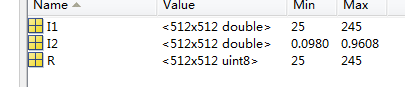 Name Value Min Max
I1 <512x512 double> 25 245
I2 <512x512 double> 0.0980 0.9608
R <512x512 uint8> 25 245